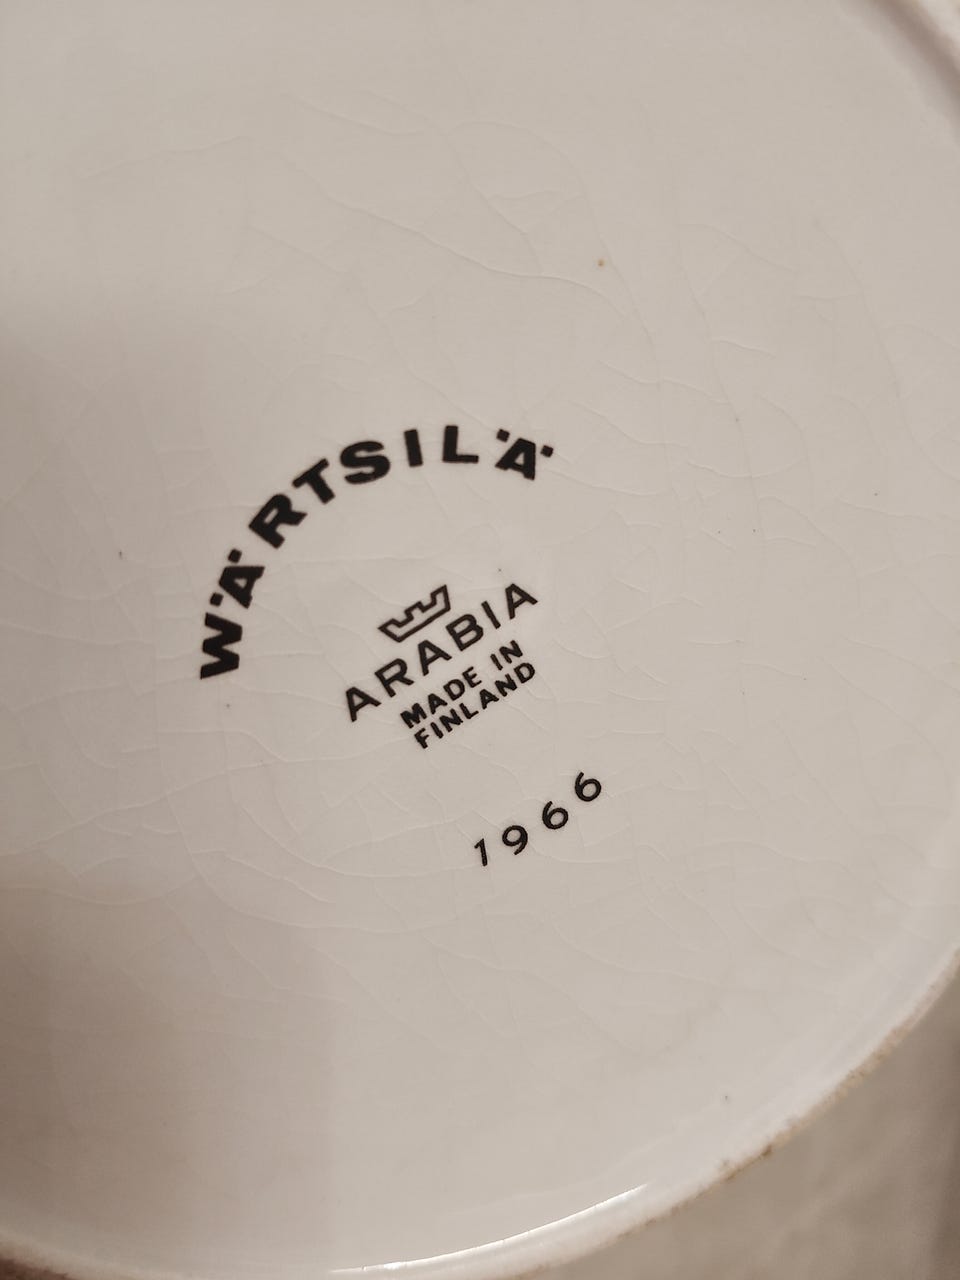 WÄRTSILÄ
ARABIA
MADE IN
FINLAND
1966